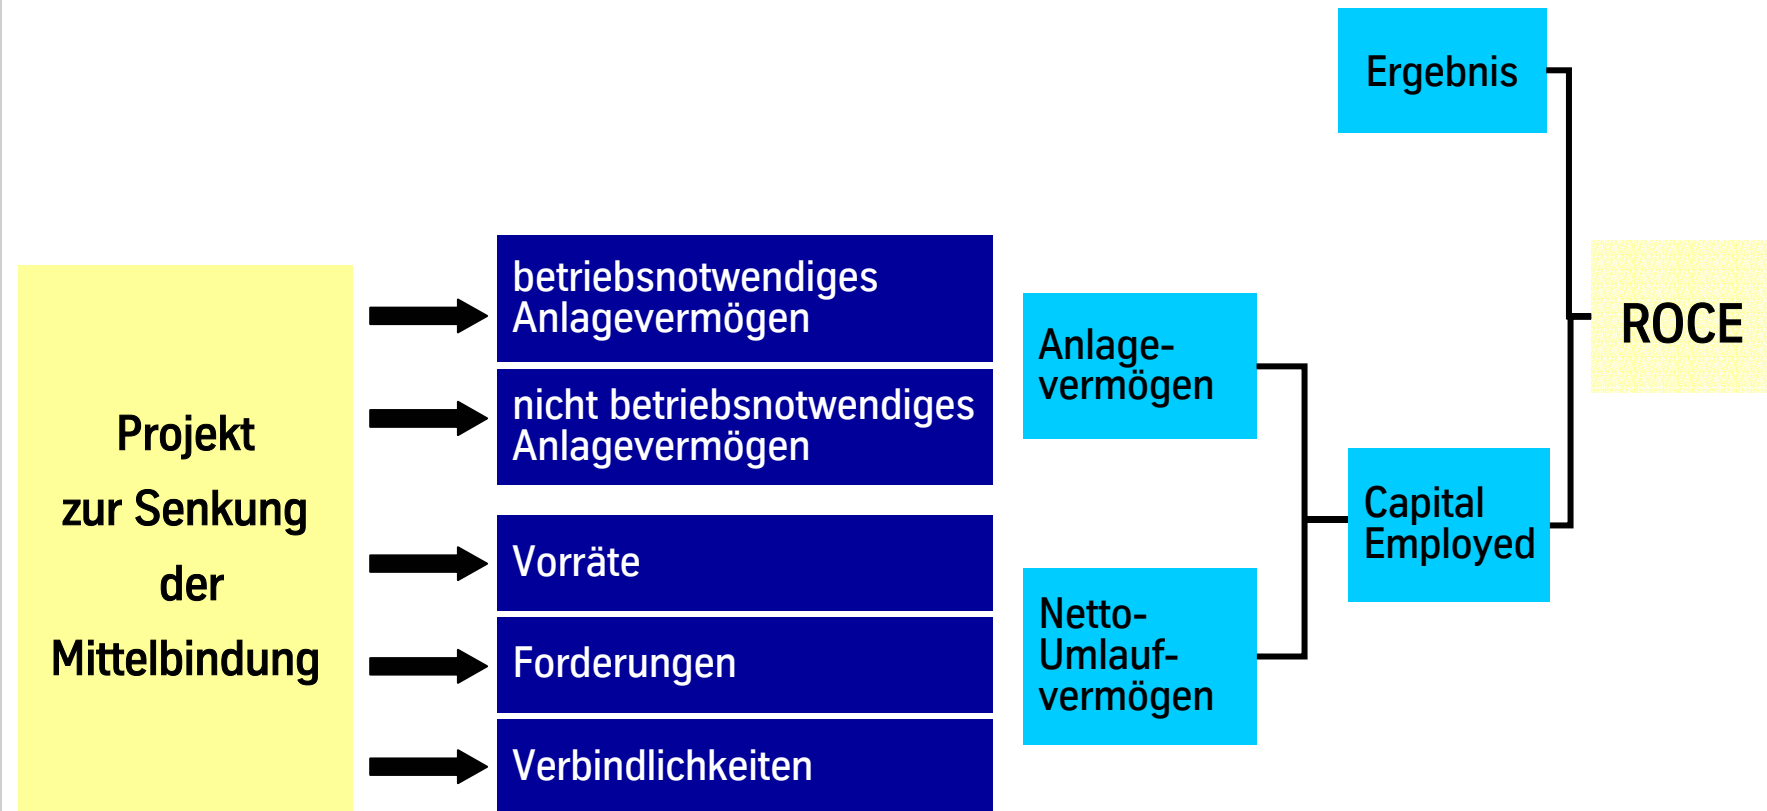 Projekt
zur Senkung
der
Mittelbindung
betriebsnotwendiges
Anlagevermögen
nicht betriebsnotwendiges
Anlagevermögen
Vorräte
Forderungen
Verbindlichkeiten
Anlage-
vermögen
Netto-
Umlauf-
vermögen
Ergebnis
Capital
Employed
ROCE